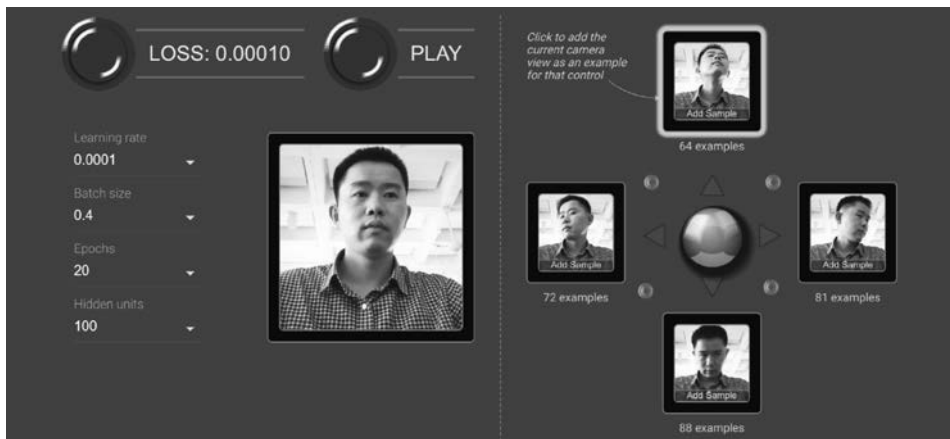 LOSS: 0.00010
PLAY
Learning rate
0.0001
Batch size
0.4
Epochs
20
Hidden units
100
Click to add the
current camera
view as an example
for that control
Add Sample
64 examples
Add Sample
72 examples
Add Sample
81 examples
Add Sample
88 examples